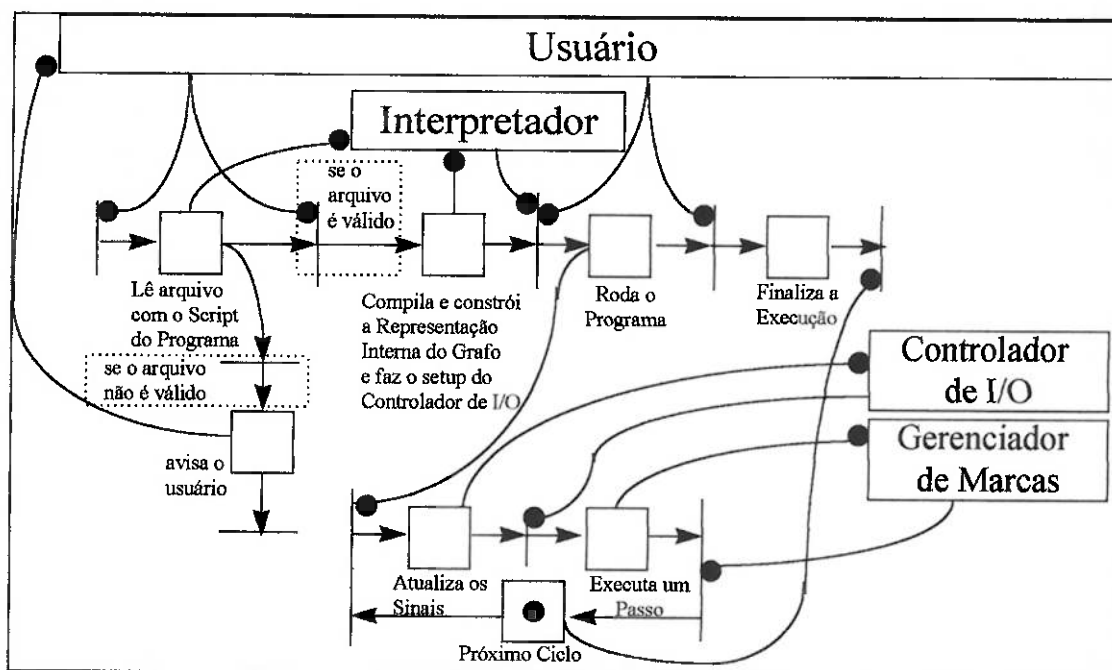 Usuário
Interpretador
se o
arquivo
é válido
Lê arquivo
com o Script
do Programa
Compila e constrói
a Representação
Interna do Grafo
e faz o setup do
Controlador de I/O
Roda o
Programa
Finaliza a
Execução
se o arquivo
não é válido
avisa o
usuário
Controlador
de I/O
Gerenciador
de Marcas
Atualiza os
Sinais
Executa um
Passo
Próximo Ciclo